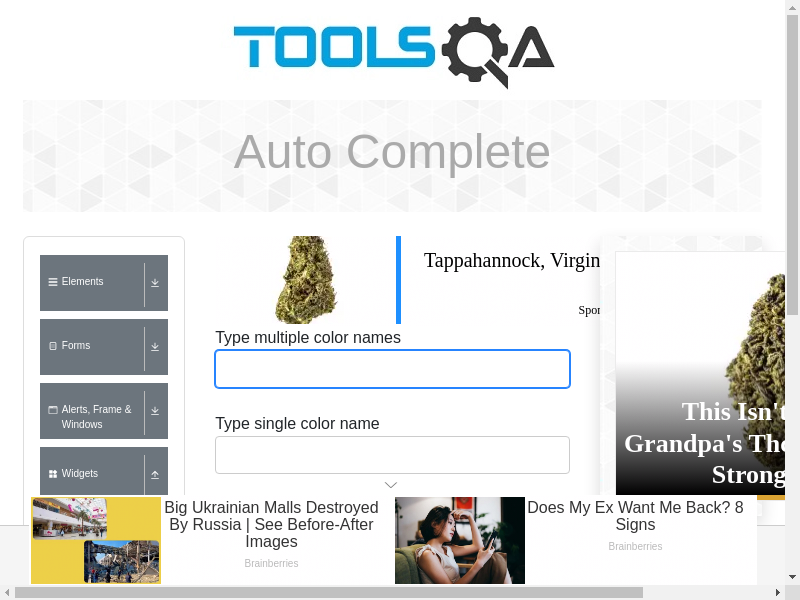 TOOLSQA
Auto Complete
Elements
Forms
Alerts, Frame &
Windows
Widgets
Tappahannock, Virgin
Spor
Type multiple color names
Type single color name
This Isn't
Grandpa's
Strong
Big Ukrainian Malls Destroyed
By Russia | See Before-After
Images
Brainberries
Does My Ex Want Me Back? 8
Signs
Brainberries